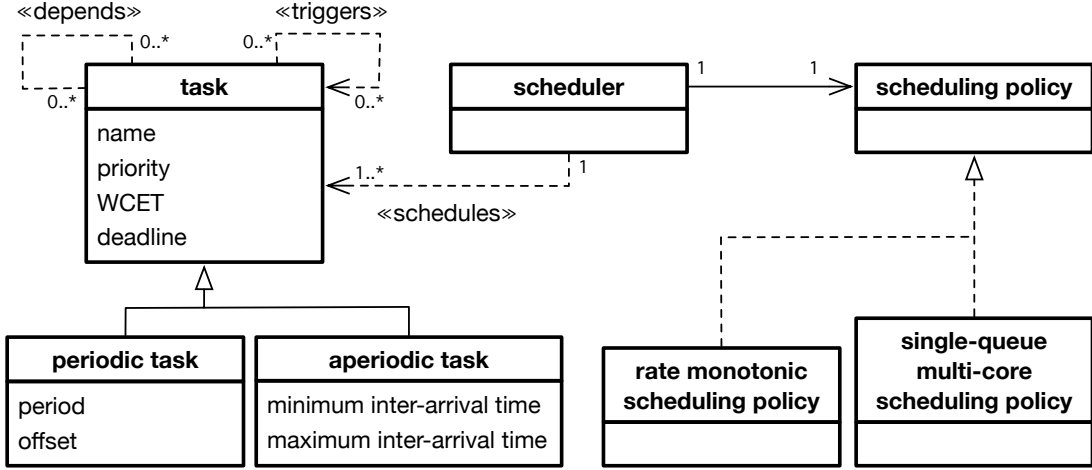 ≪depends≫
≪triggers≫
0..*
0..*
0..*
0..*
task
name
priority
WCET
deadline
scheduler
1
1
scheduling policy
1..*
1
≪schedules≫
periodic task
period
offset
aperiodic task
minimum inter-arrival time
maximum inter-arrival time
rate monotonic
scheduling policy
single-queue
multi-core
scheduling policy